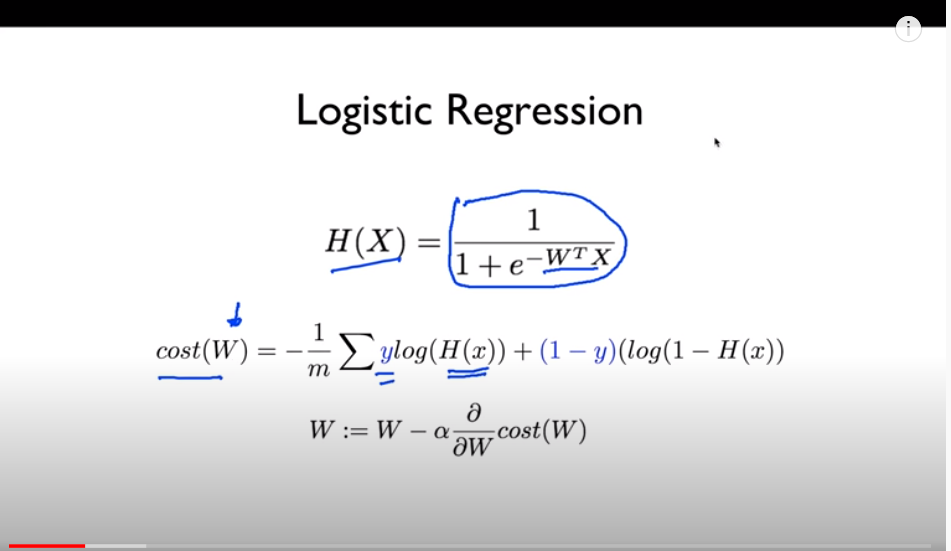 Logistic Regression
H(X) = 1 / (1 + e^{-W^T X})
cost(W) = -1/m ∑ ylog(H(x)) + (1 − y)(log(1 − H(x))
W := W − α ∂/∂W cost(W)